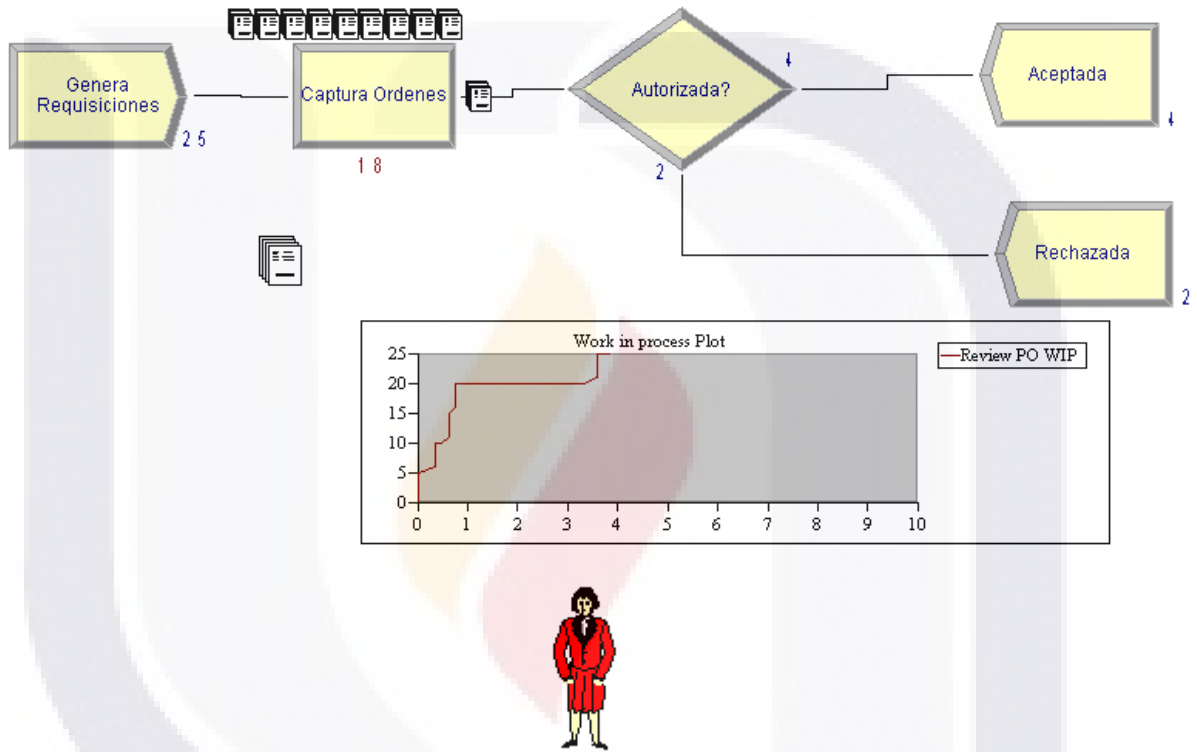 Genera
Requisiciones
2 5
Captura Ordenes
1 8
Autorizada?
4
2
Aceptada
4
Rechazada
2
Work in process Plot
Review PO WIP
25
20
15
10
5
0
0 1 2 3 4 5 6 7 8 9 10